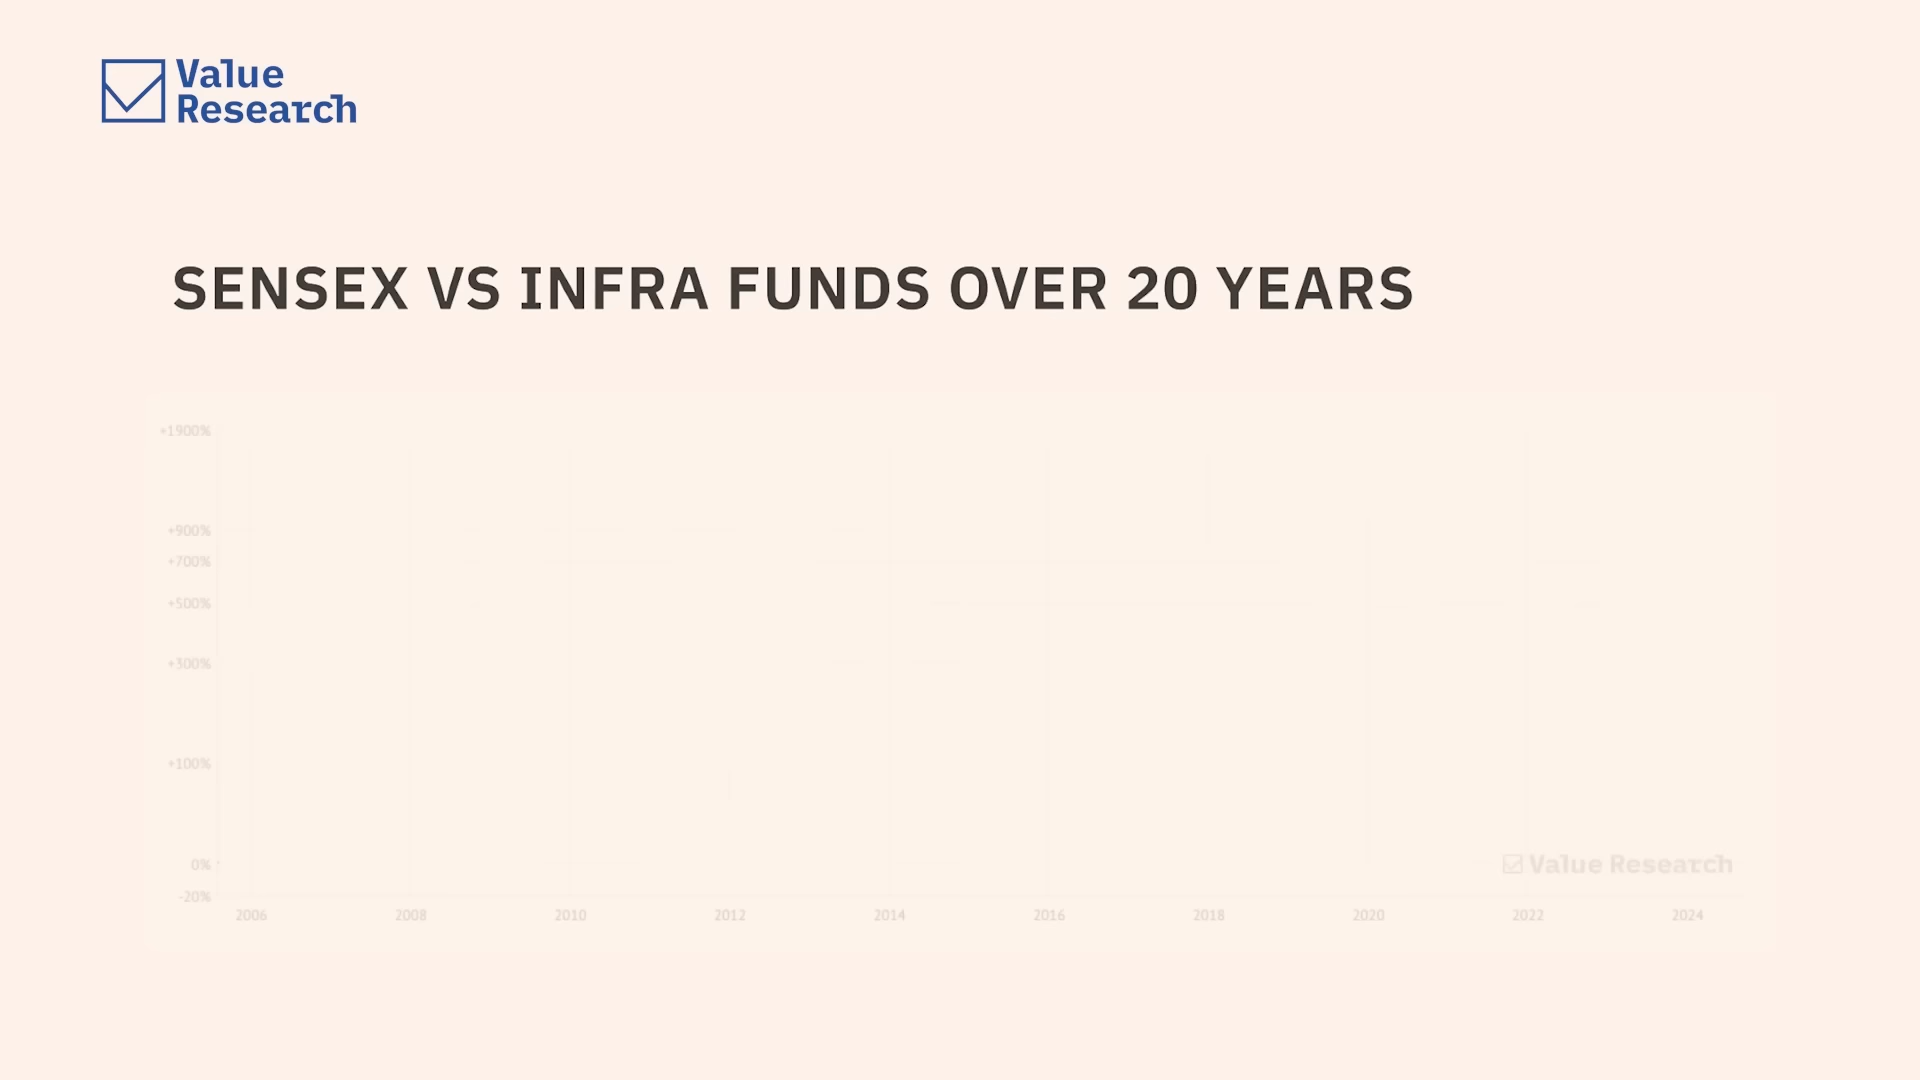 Value
Research
SENSEX VS INFRA FUNDS OVER 20 YEARS
+1900%
+900%
+700%
+500%
+300%
+100%
0%
-20%
Value Research
2006 2008 2010 2012 2014 2016 2018 2020 2022 2024